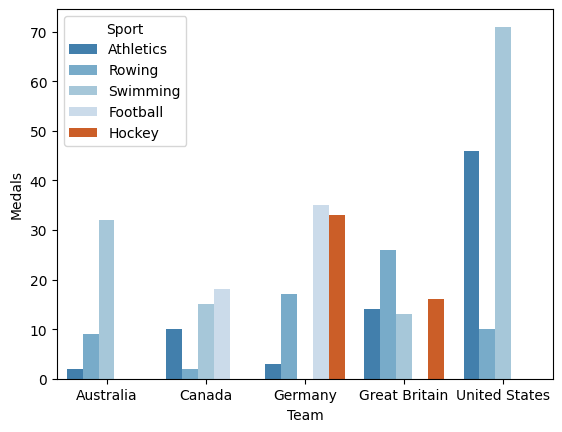 Sport
Athletics
Rowing
Swimming
Football
Hockey
Medals
70
60
50
40
30
20
10
0
Australia Canada Germany Great Britain United States
Team